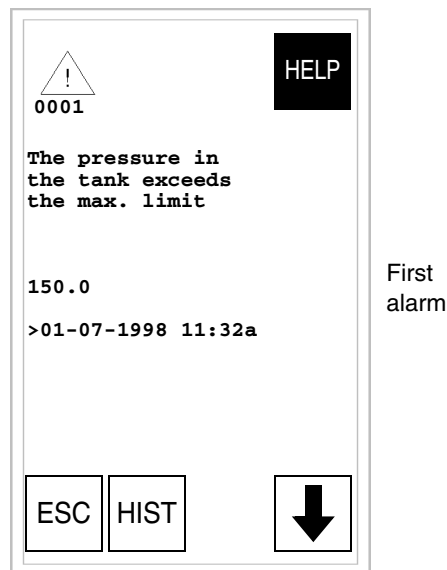 !
HELP
0001
The pressure in
the tank exceeds
the max. limit
150.0
>01-07-1998 11:32a
First
alarm
ESC HIST